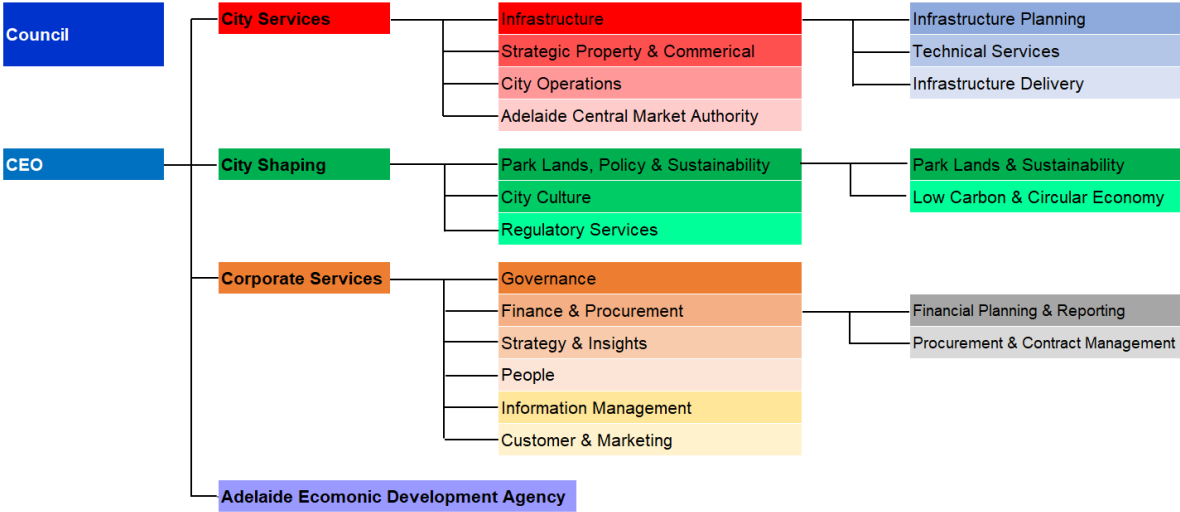 Council
City Services
Infrastructure
Infrastructure Planning
Strategic Property & Commerical
Technical Services
City Operations
Infrastructure Delivery
Adelaide Central Market Authority
CEO
City Shaping
Park Lands, Policy & Sustainability
Park Lands & Sustainability
City Culture
Low Carbon & Circular Economy
Regulatory Services
Corporate Services
Governance
Finance & Procurement
Financial Planning & Reporting
Strategy & Insights
Procurement & Contract Management
People
Information Management
Customer & Marketing
Adelaide Ecomonic Development Agency